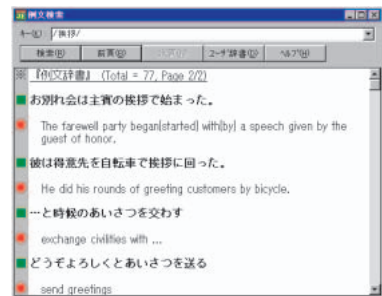 例文検索
キー(K) /挨拶/
検索(F) 前頁(P) ユーザ辞書(D) ヘルプ(H)
※ 『例文辞書』 (Total = 77, Page 2/2)
お別れ会は主賓の挨拶で始まった。
The farewell party began[started] with[by] a speech given by the
guest of honor.
彼は得意先を自転車で挨拶に回った。
He did his rounds of greeting customers by bicycle.
…と時候のあいさつを交わす
exchange civilities with ...
どうぞよろしくとあいさつを送る
send greetings